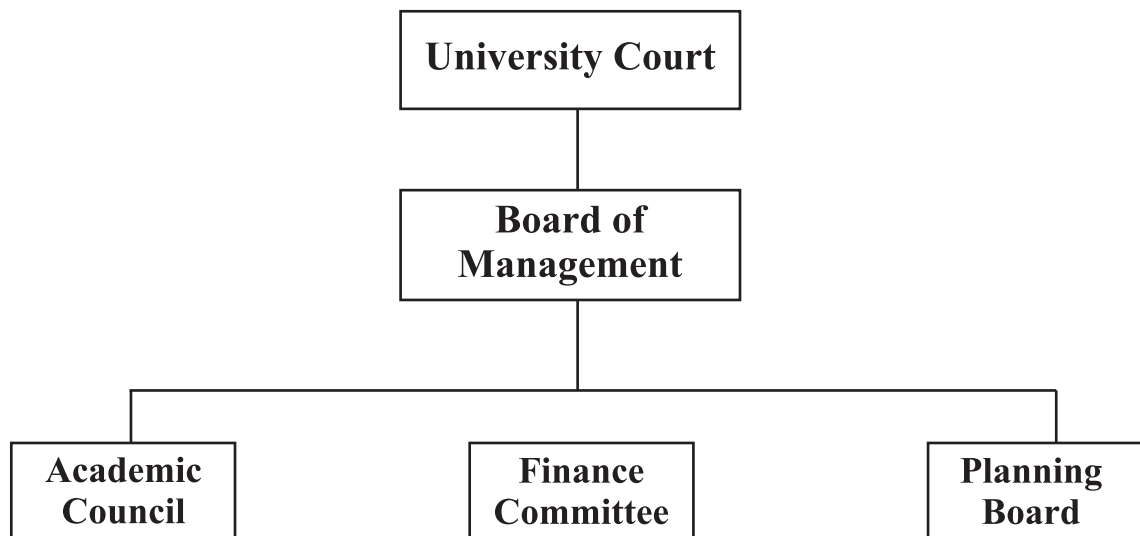 University Court
Board of
Management
Academic
Council
Finance
Committee
Planning
Board